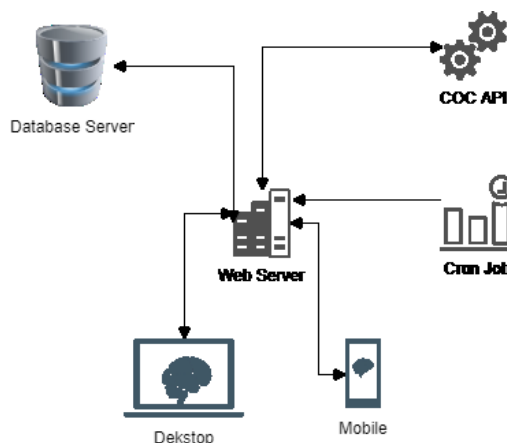 COC API
Database Server
Cron Job
Web Server
Dekstop
Mobile